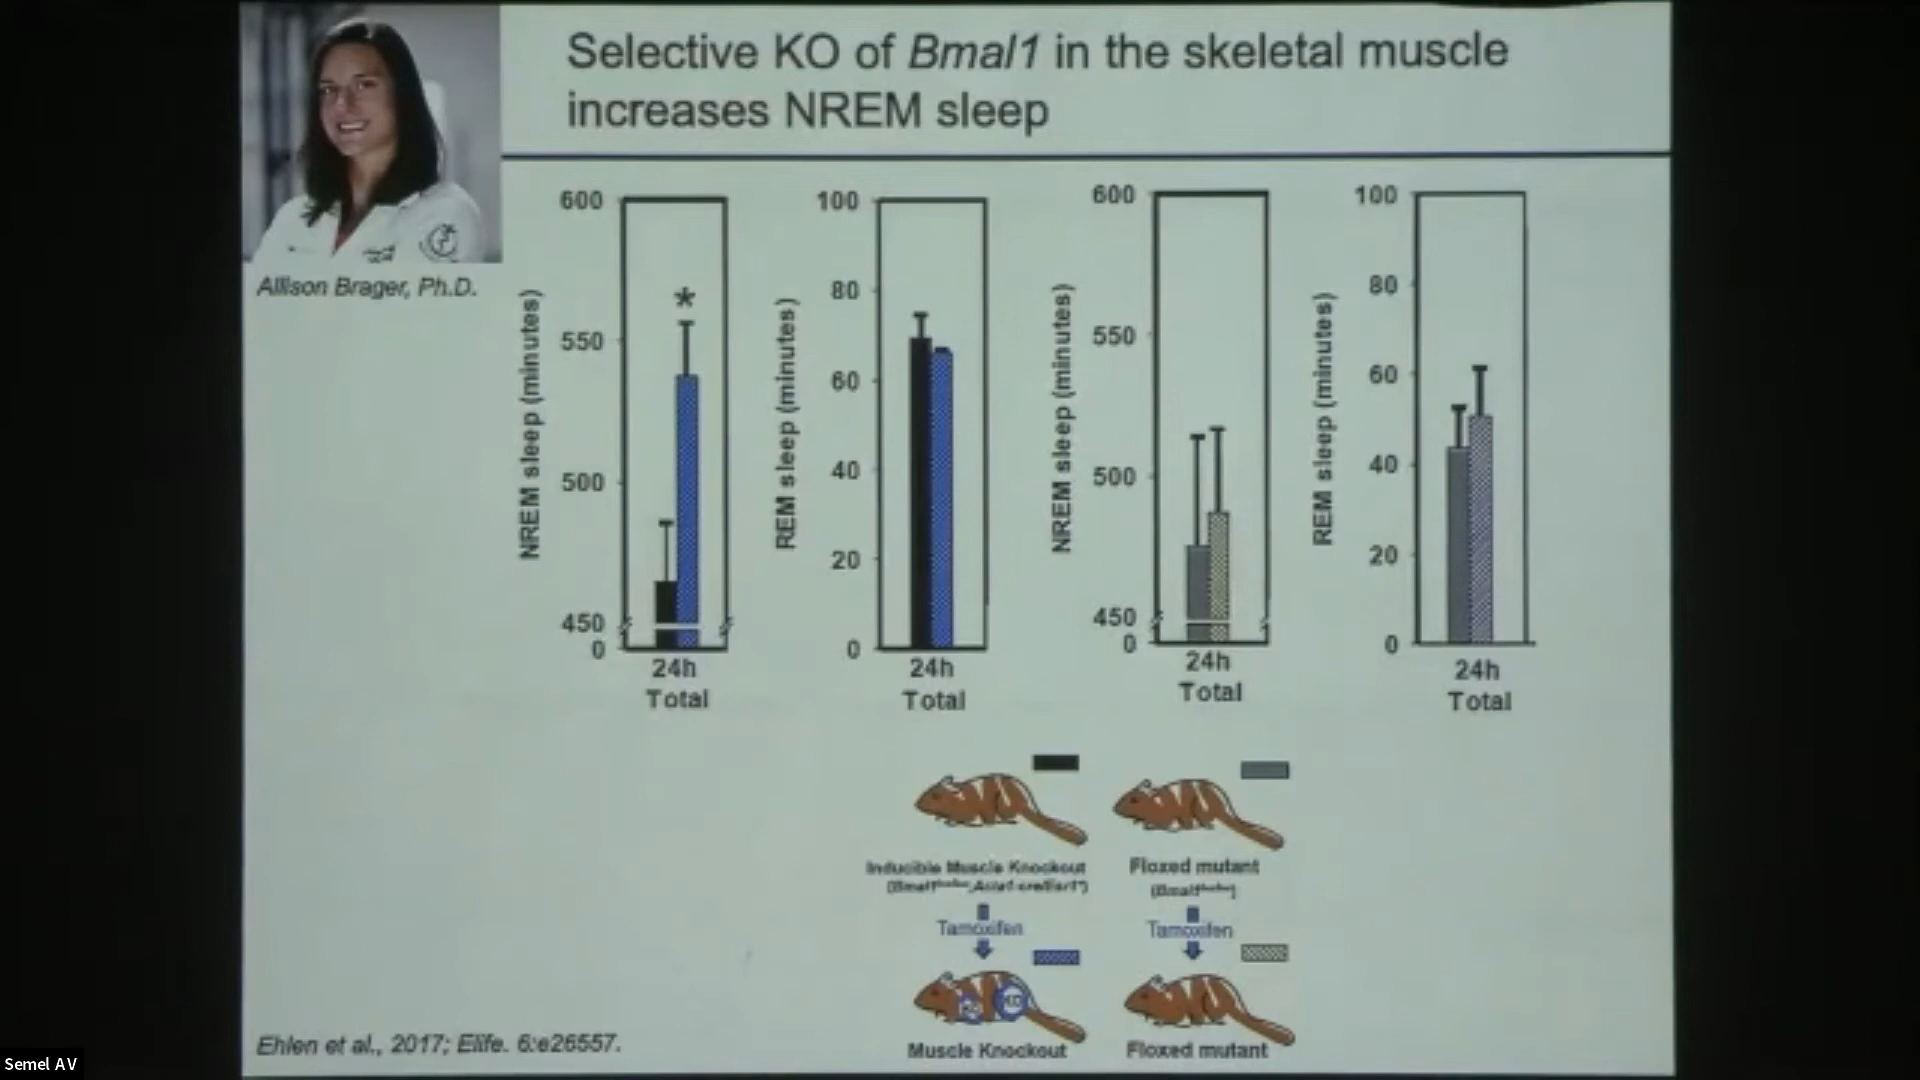 Selective KO of Bmal1 in the skeletal muscle
increases NREM sleep
Allison Brager, Ph.D.
NREM sleep (minutes)
600
550
500
450
0
*
24h
Total
REM sleep (minutes)
100
80
60
40
20
0
24h
Total
NREM sleep (minutes)
600
550
500
450
0
24h
Total
REM sleep (minutes)
100
80
60
40
20
0
24h
Total
Inducible Muscle Knockout
Floxed mutant
Tamoxifen
Tamoxifen
KO
Muscle Knockout
Floxed mutant
Ehlen et al., 2017; Elife. 6:e26557.
Semel AV